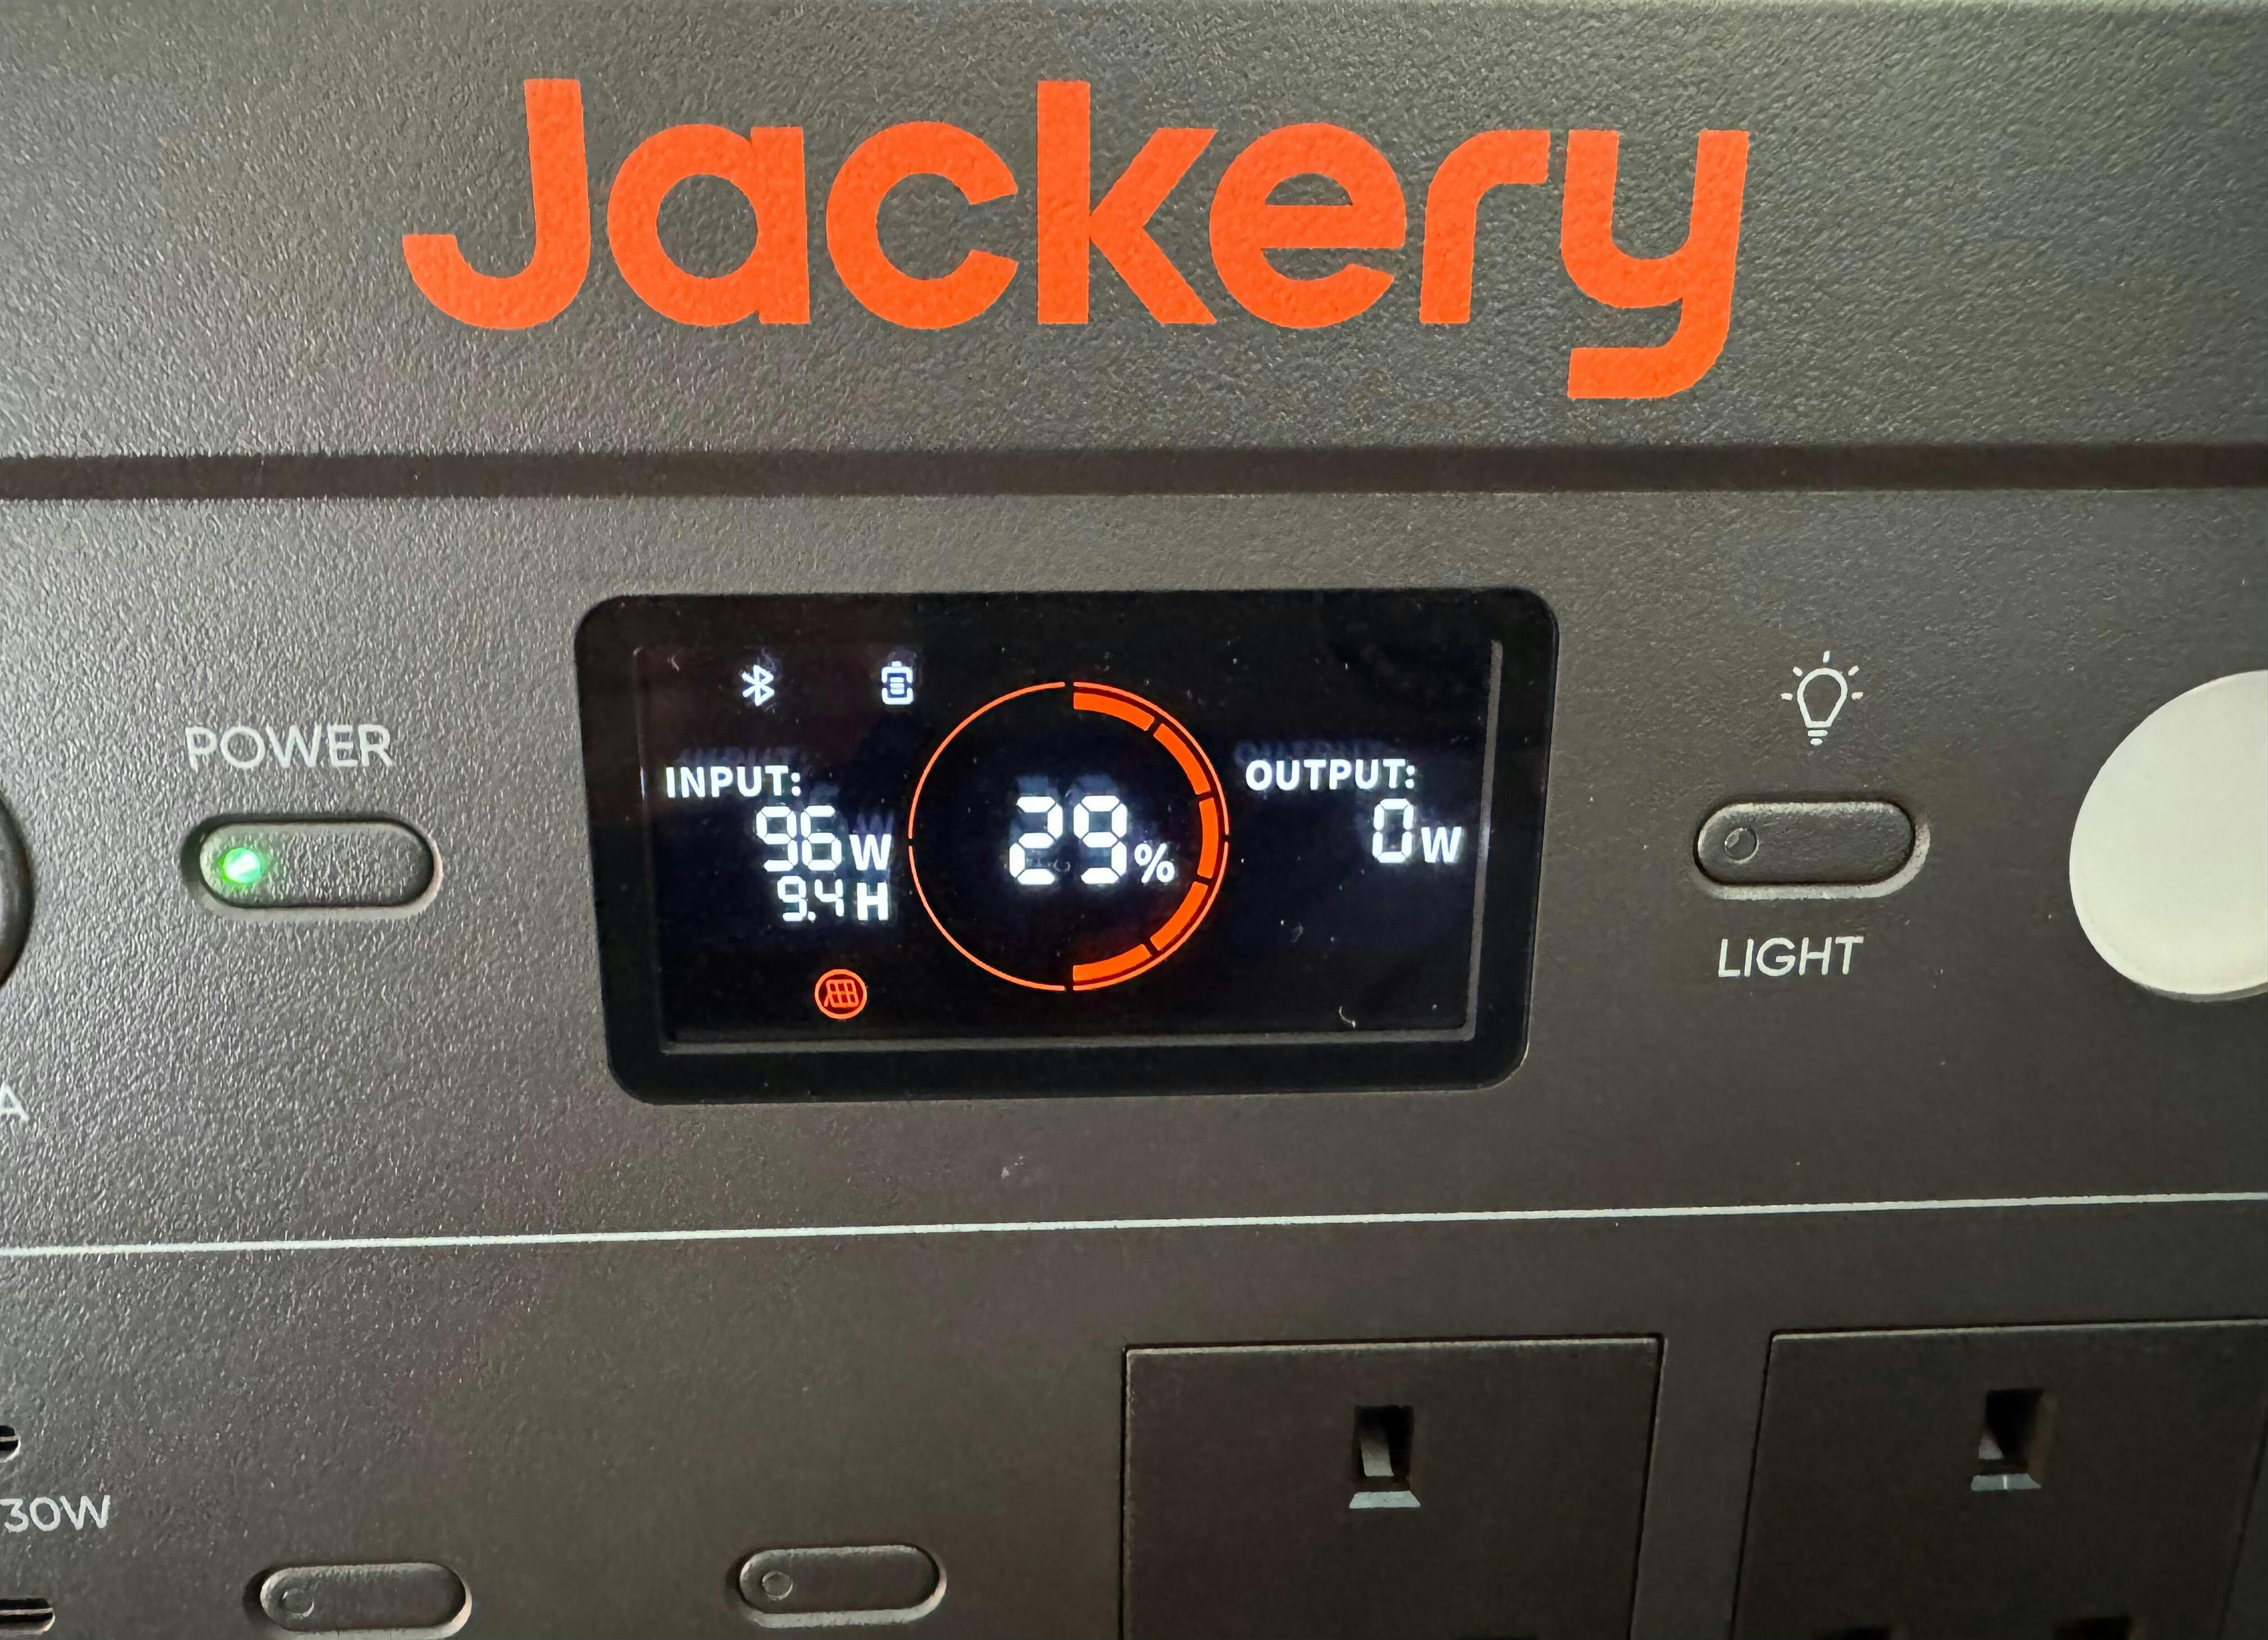 Jackery
POWER
INPUT:
96W
9.4H
29%
OUTPUT:
0W
LIGHT
A
30W